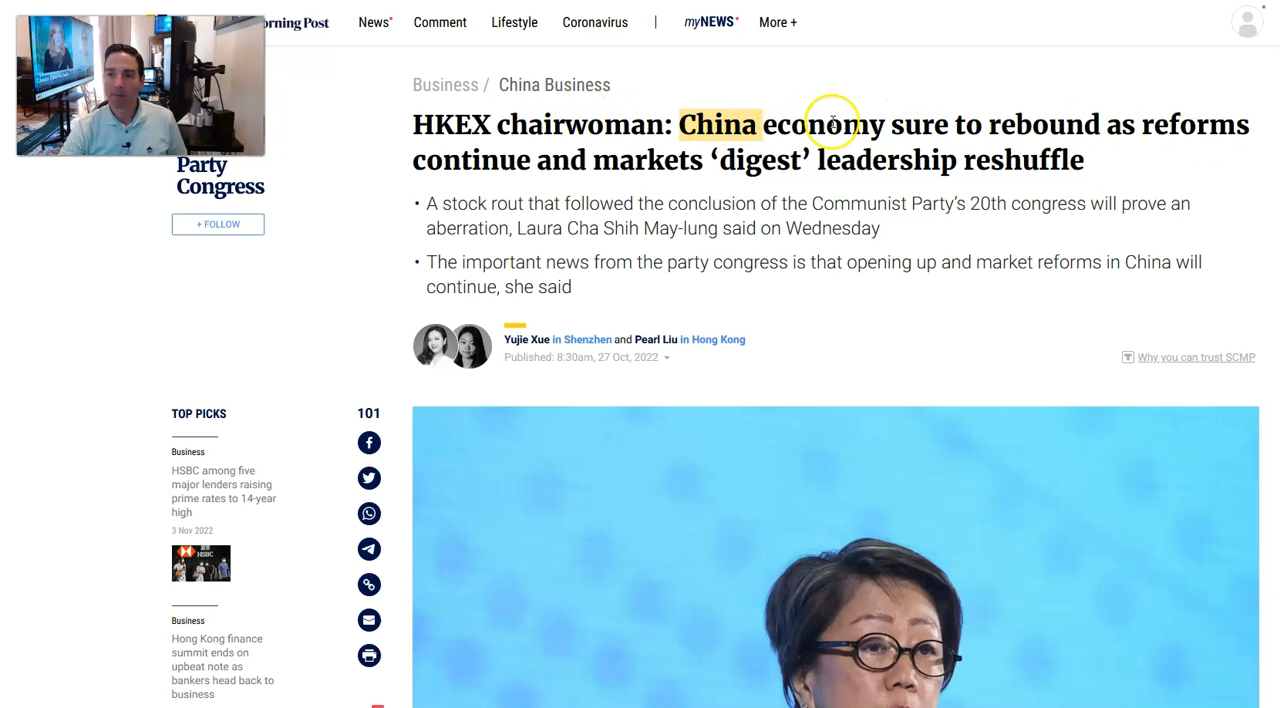 Morning Post
News
Comment
Lifestyle
Coronavirus
myNEWS
More +
Party
Congress
+ FOLLOW
Business / China Business
HKEX chairwoman: China economy sure to rebound as reforms
continue and markets ‘digest’ leadership reshuffle
• A stock rout that followed the conclusion of the Communist Party’s 20th congress will prove an
aberration, Laura Cha Shih May-lung said on Wednesday
• The important news from the party congress is that opening up and market reforms in China will
continue, she said
Yujie Xue in Shenzhen and Pearl Liu in Hong Kong
Published: 8:30am, 27 Oct, 2022
Why you can trust SCMP
TOP PICKS
Business
HSBC among five
major lenders raising
prime rates to 14-year
high
3 Nov 2022
HSBC
Business
Hong Kong finance
summit ends on
upbeat note as
bankers head back to
business
101